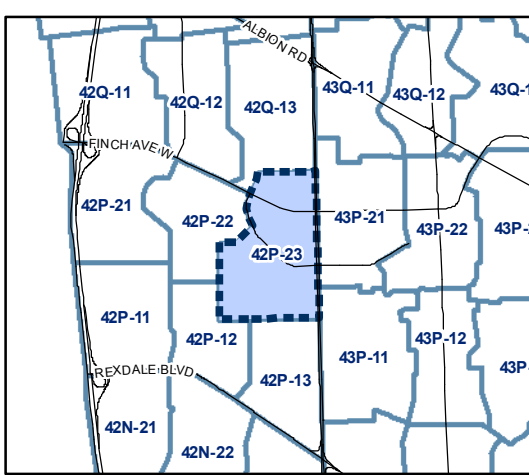 ALBION RD
42Q-11
42Q-12
42Q-13
43Q-11
43Q-12
43Q-1
FINCH AVE W
42P-21
42P-22
43P-21
43P-22
43P-
42P-23
42P-11
42P-12
43P-12
43P-11
43P-
REXDALE BLVD
42P-13
42N-21
42N-22